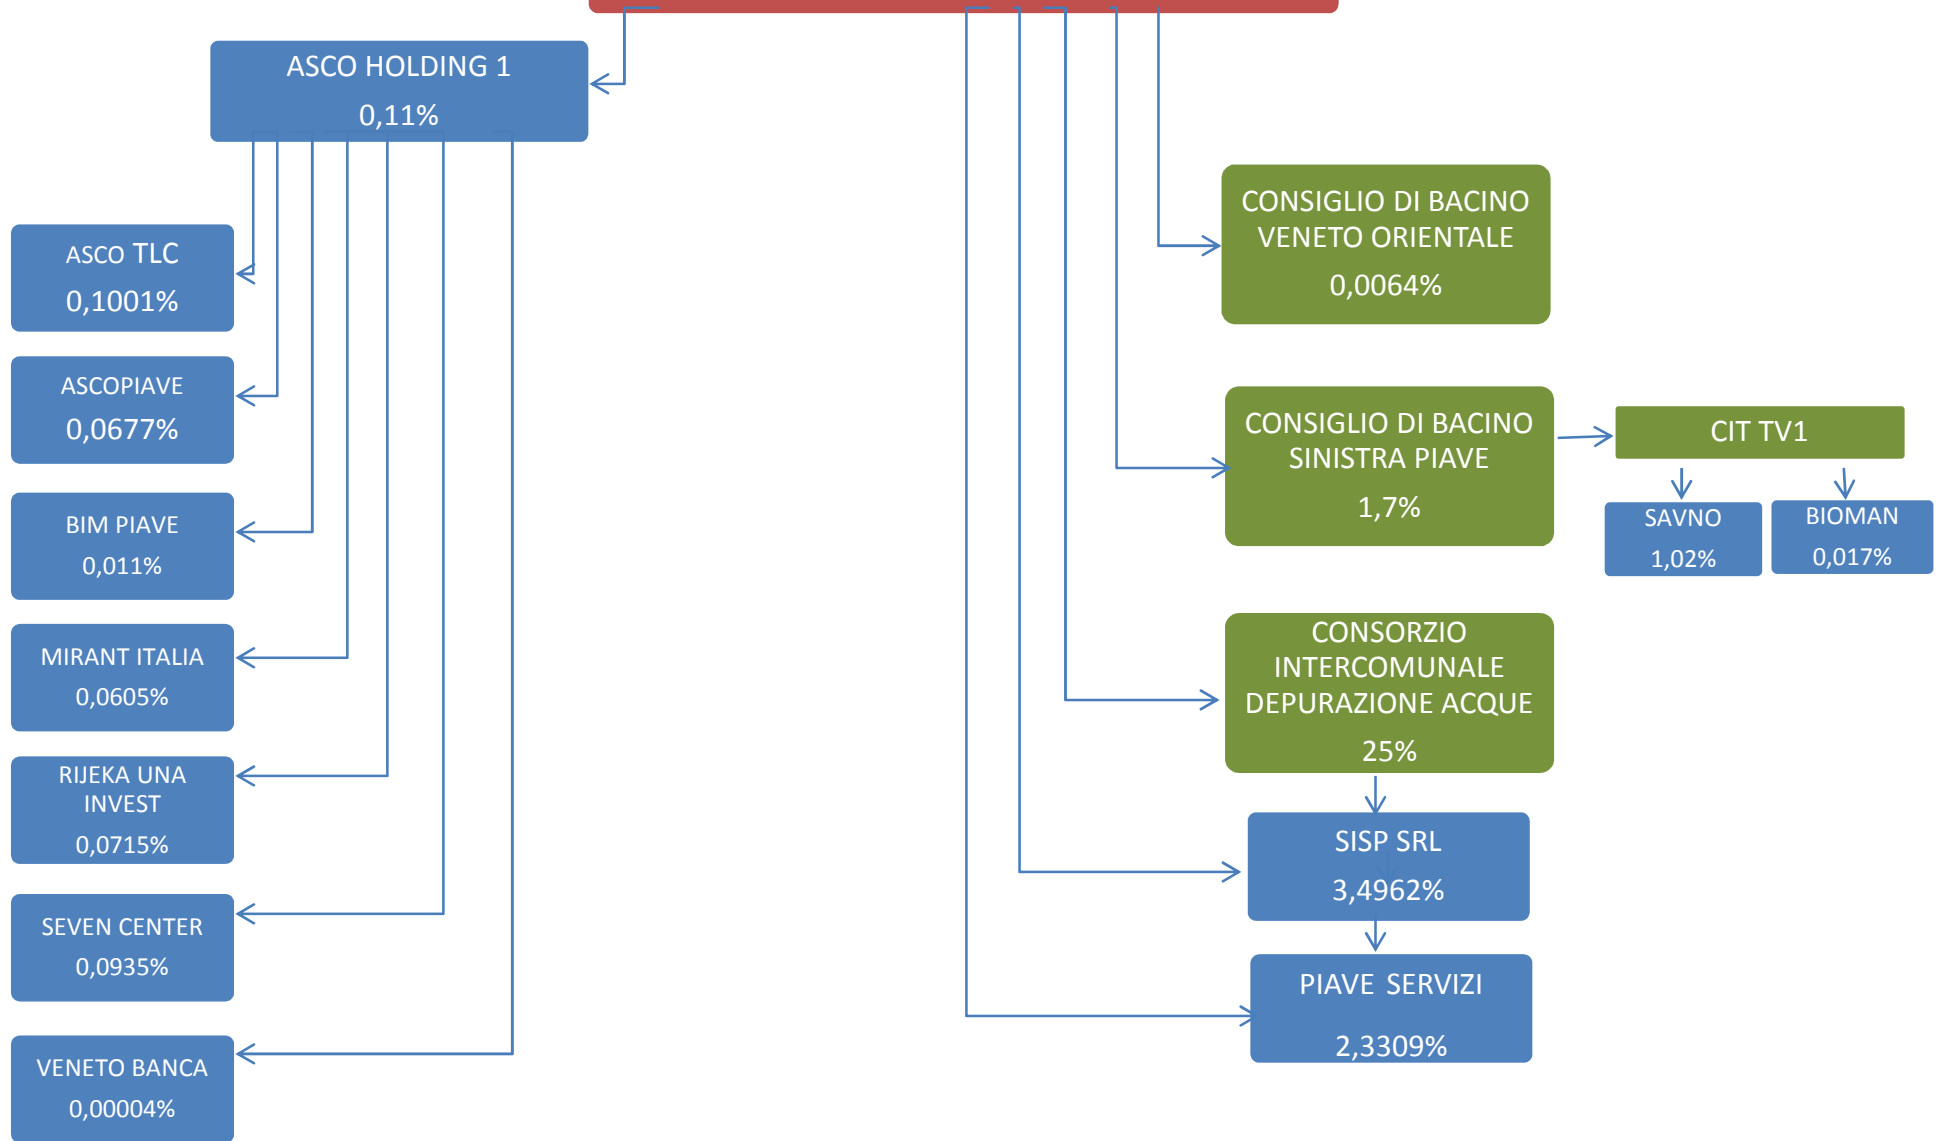 ASCO HOLDING 1
0,11%
ASCO TLC
0,1001%
ASCOPIAVE
0,0677%
BIM PIAVE
0,011%
MIRANT ITALIA
0,0605%
RIJEKA UNA
INVEST
0,0715%
SEVEN CENTER
0,0935%
VENETO BANCA
0,00004%
CONSIGLIO DI BACINO
VENETO ORIENTALE
0,0064%
CONSIGLIO DI BACINO
SINISTRA PIAVE
1,7%
CIT TV1
SAVNO
1,02%
BIOMAN
0,017%
CONSORZIO
INTERCOMUNALE
DEPURAZIONE ACQUE
25%
SISP SRL
3,4962%
PIAVE SERVIZI
2,3309%